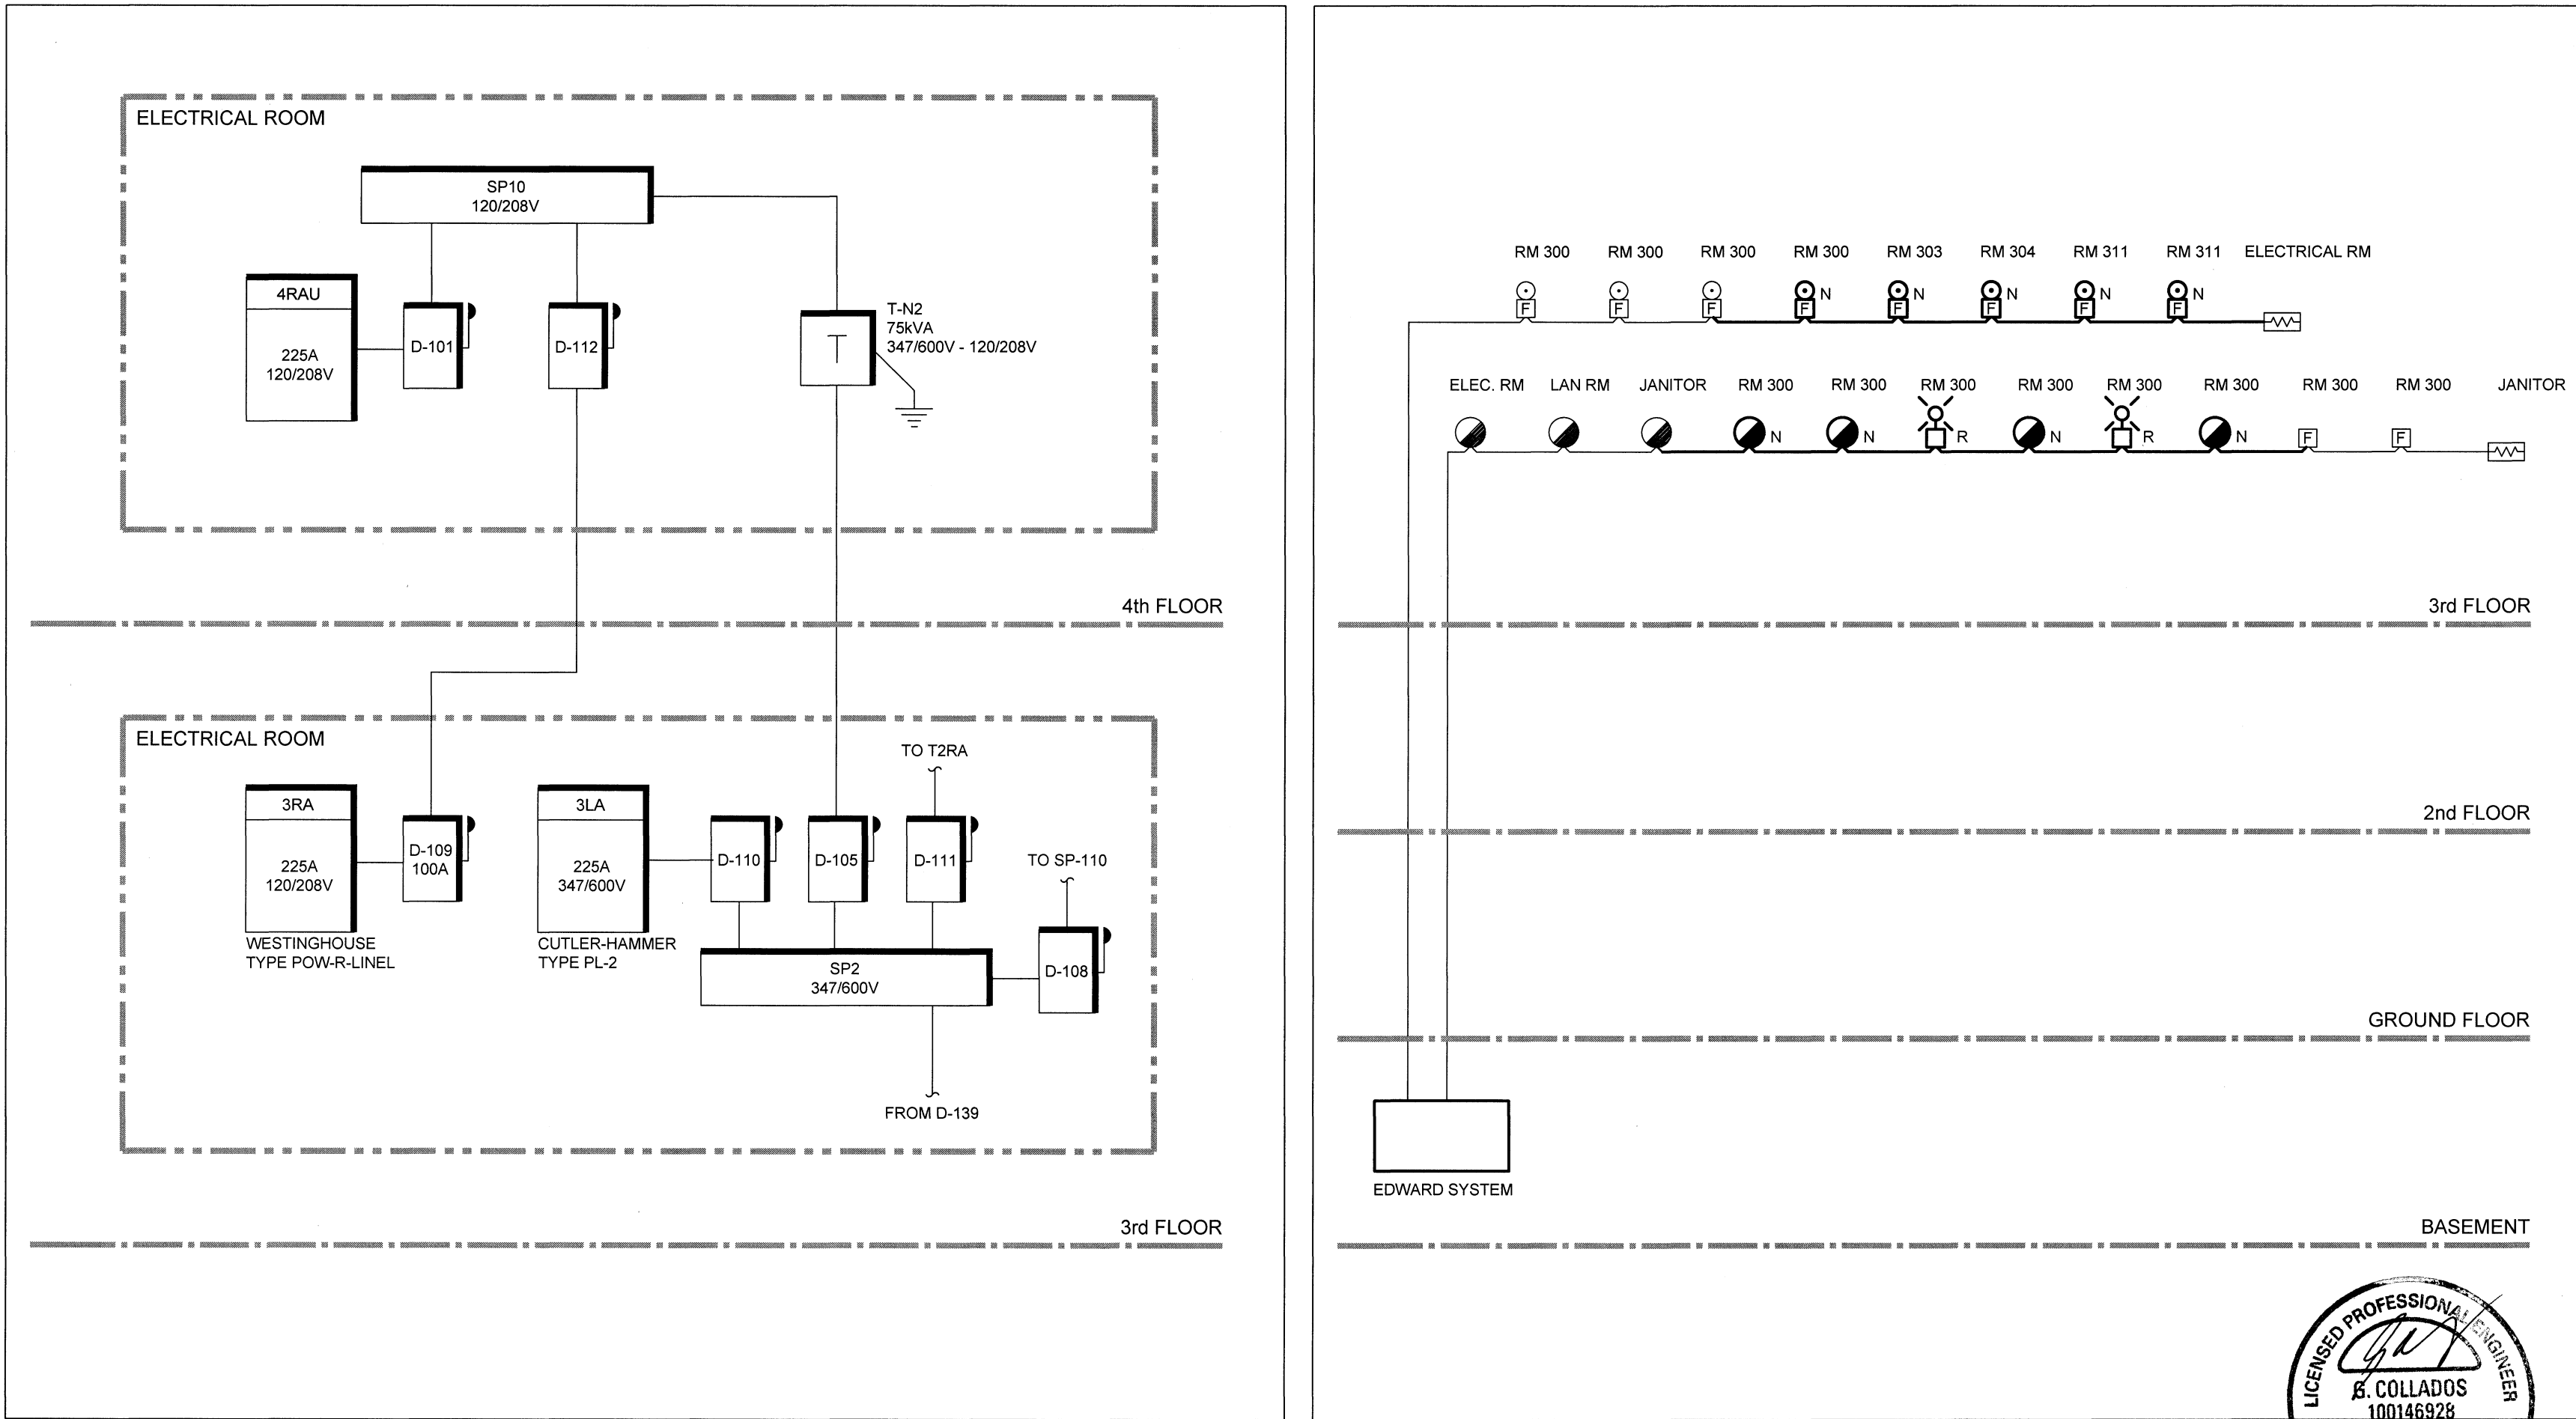 ELECTRICAL ROOM
SP10
120/208V
4RAU
225A
120/208V
D-101
D-112
T
T-N2
75kVA
347/600V - 120/208V
4th FLOOR
ELECTRICAL ROOM
TO T2RA
3RA
225A
120/208V
WESTINGHOUSE
TYPE POW-R-LINEL
D-109
100A
3LA
225A
347/600V
CUTLER-HAMMER
TYPE PL-2
D-110
D-105
D-111
TO SP-110
D-108
SP2
347/600V
FROM D-139
3rd FLOOR
RM 300 RM 300 RM 300 RM 300 RM 303 RM 304 RM 311 RM 311 ELECTRICAL RM
N N N N N
F F F F F F F F
ELEC. RM LAN RM JANITOR RM 300 RM 300 RM 300 RM 300 RM 300 RM 300 RM 300 RM 300 JANITOR
N N R N R N F F
3rd FLOOR
2nd FLOOR
GROUND FLOOR
EDWARD SYSTEM
BASEMENT
LICENSED PROFESSIONAL ENGINEER
G. COLLADOS
100146928